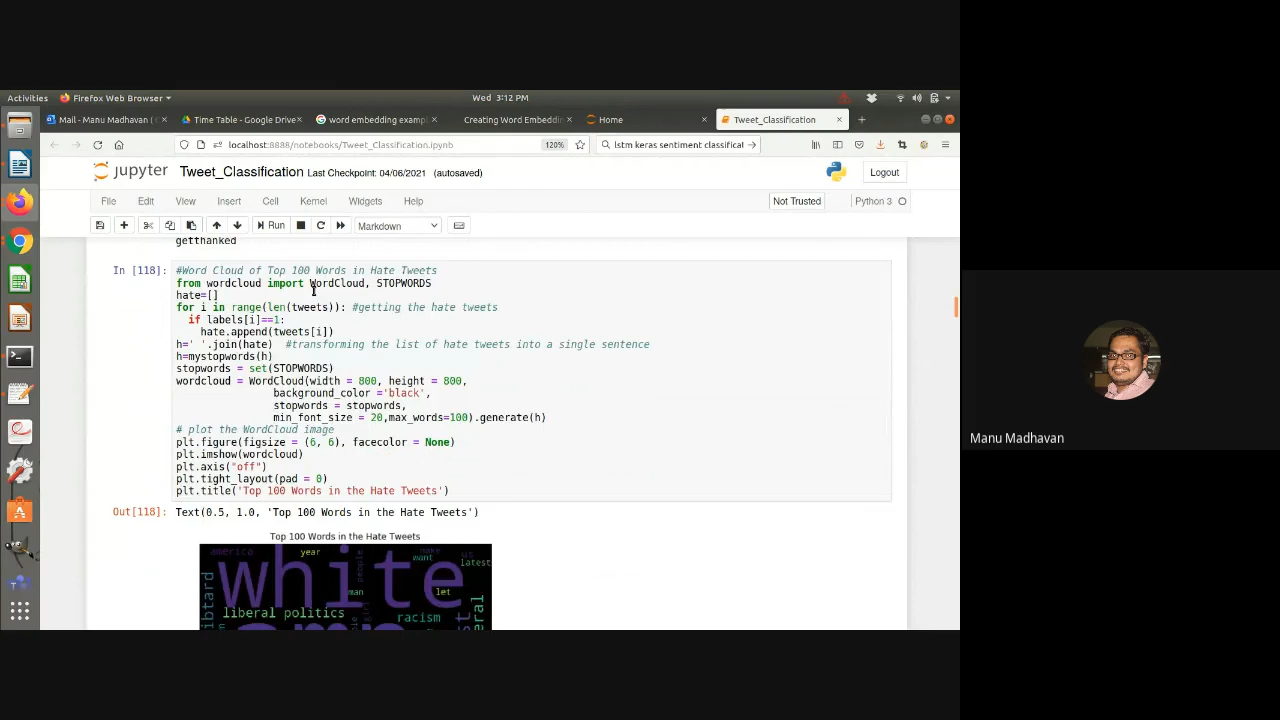 Activities Firefox Web Browser Wed 3:12 PM
Mail - Manu Madhavan ( Time Table - Google Drive word embedding exampl Creating Word Embeddin Home Tweet_Classification
localhost:8888/notebooks/Tweet_Classification.ipynb 120% lstm keras sentiment classificat
jupyter Tweet_Classification Last Checkpoint: 04/06/2021 (autosaved) Logout
File Edit View Insert Cell Kernel Widgets Help Not Trusted Python 3
Run Markdown
getthanked
In [118]: #Word Cloud of Top 100 Words in Hate Tweets
from wordcloud import WordCloud, STOPWORDS
hate=[]
for i in range(len(tweets)): #getting the hate tweets
if labels[i]==1:
hate.append(tweets[i])
h=' '.join(hate) #transforming the list of hate tweets into a single sentence
h=mystopwords(h)
stopwords = set(STOPWORDS)
wordcloud = WordCloud(width = 800, height = 800,
background_color ='black',
stopwords = stopwords,
min_font_size = 20,max_words=100).generate(h)
# plot the WordCloud image
plt.figure(figsize = (6, 6), facecolor = None)
plt.imshow(wordcloud)
plt.axis("off")
plt.tight_layout(pad = 0)
plt.title('Top 100 Words in the Hate Tweets')
Out[118]: Text(0.5, 1.0, 'Top 100 Words in the Hate Tweets')
Top 100 Words in the Hate Tweets
america year people make us
want latest
white
man let
libtard liberal politics racism
Manu Madhavan